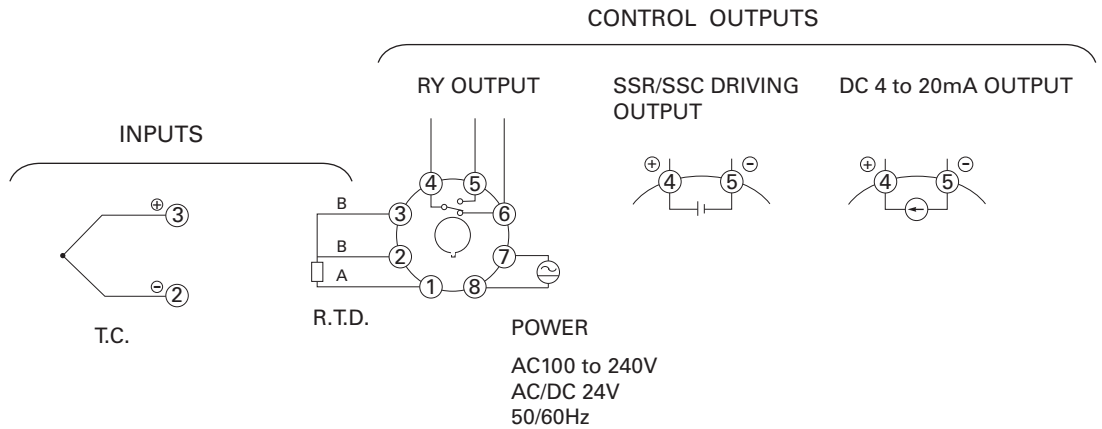 CONTROL OUTPUTS
RY OUTPUT
SSR/SSC DRIVING
OUTPUT
DC 4 to 20mA OUTPUT
INPUTS
⊕ 3
⊖ 2
T.C.
B
B
A
R.T.D.
4 5
3 6
2 7
1 8
⊕ ⊖
4 5
⊕ ⊖
4 5
POWER
AC100 to 240V
AC/DC 24V
50/60Hz